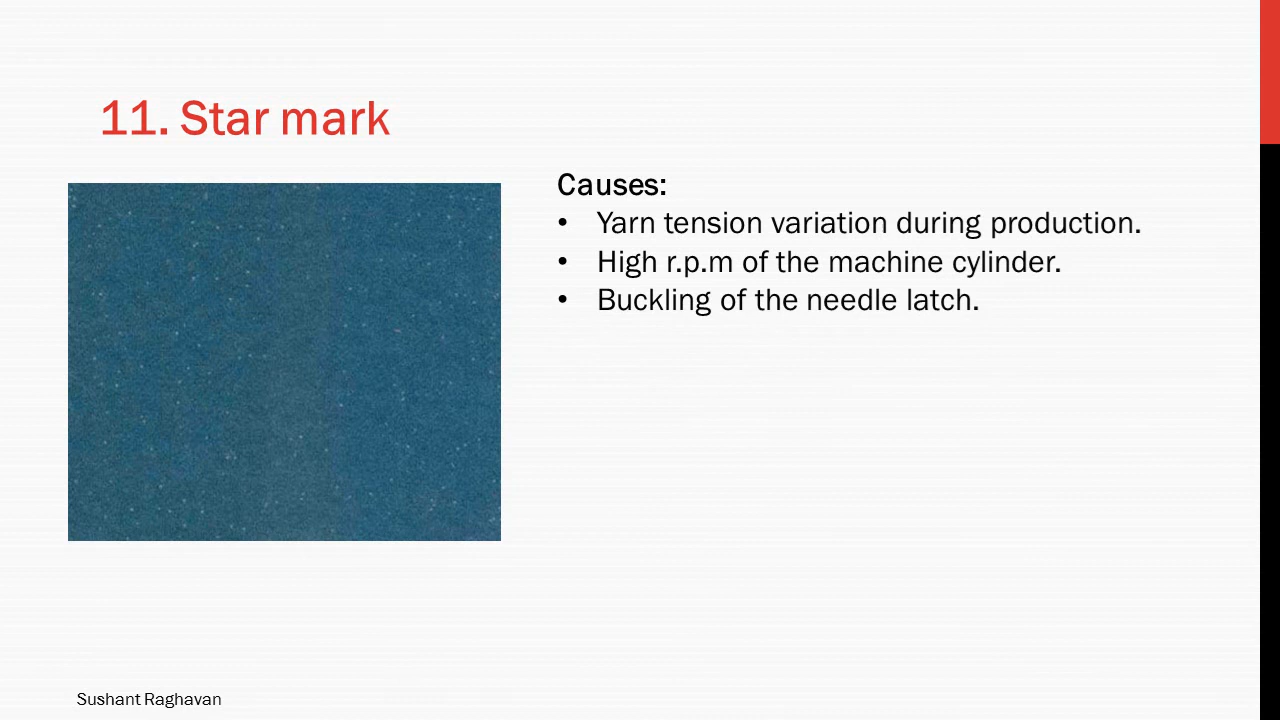 11. Star mark
Causes:
• Yarn tension variation during production.
• High r.p.m of the machine cylinder.
• Buckling of the needle latch.
Sushant Raghavan